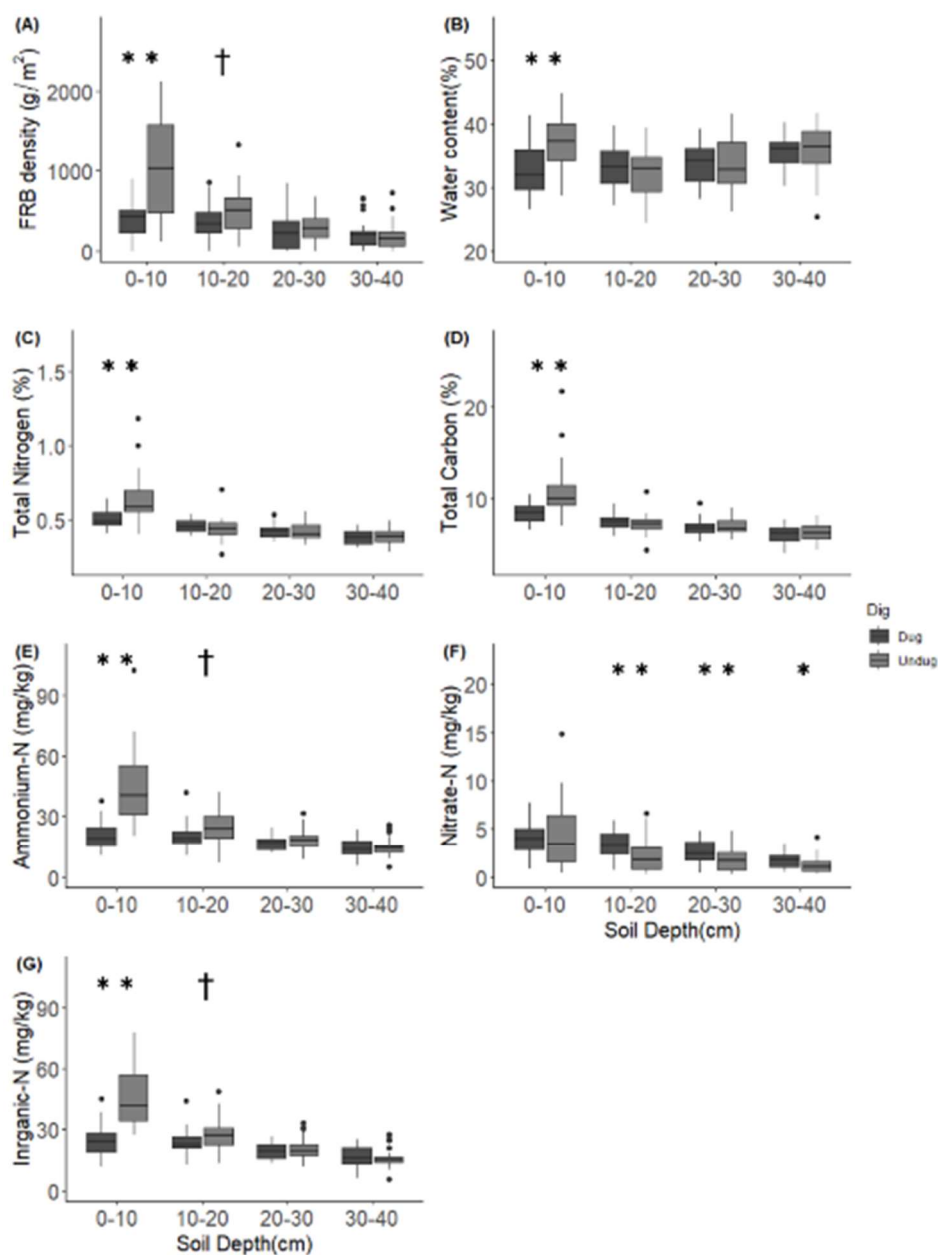 (A)
FRB density (g/m²)
2000
1000
0
* *
†
0-10 10-20 20-30 30-40
(B)
Water content(%)
50
40
30
20
* *
0-10 10-20 20-30 30-40
(C)
Total Nitrogen (%)
1.5
1.0
0.5
* *
0-10 10-20 20-30 30-40
(D)
Total Carbon (%)
20
10
* *
0-10 10-20 20-30 30-40
Dig
Dug
Undug
(E)
Ammonium-N (mg/kg)
90
60
30
0
* *
†
0-10 10-20 20-30 30-40
(F)
Nitrate-N (mg/kg)
20
15
10
5
0
* * * * *
0-10 10-20 20-30 30-40
Soil Depth(cm)
(G)
Inrganic-N (mg/kg)
90
60
30
0
* *
†
0-10 10-20 20-30 30-40
Soil Depth(cm)